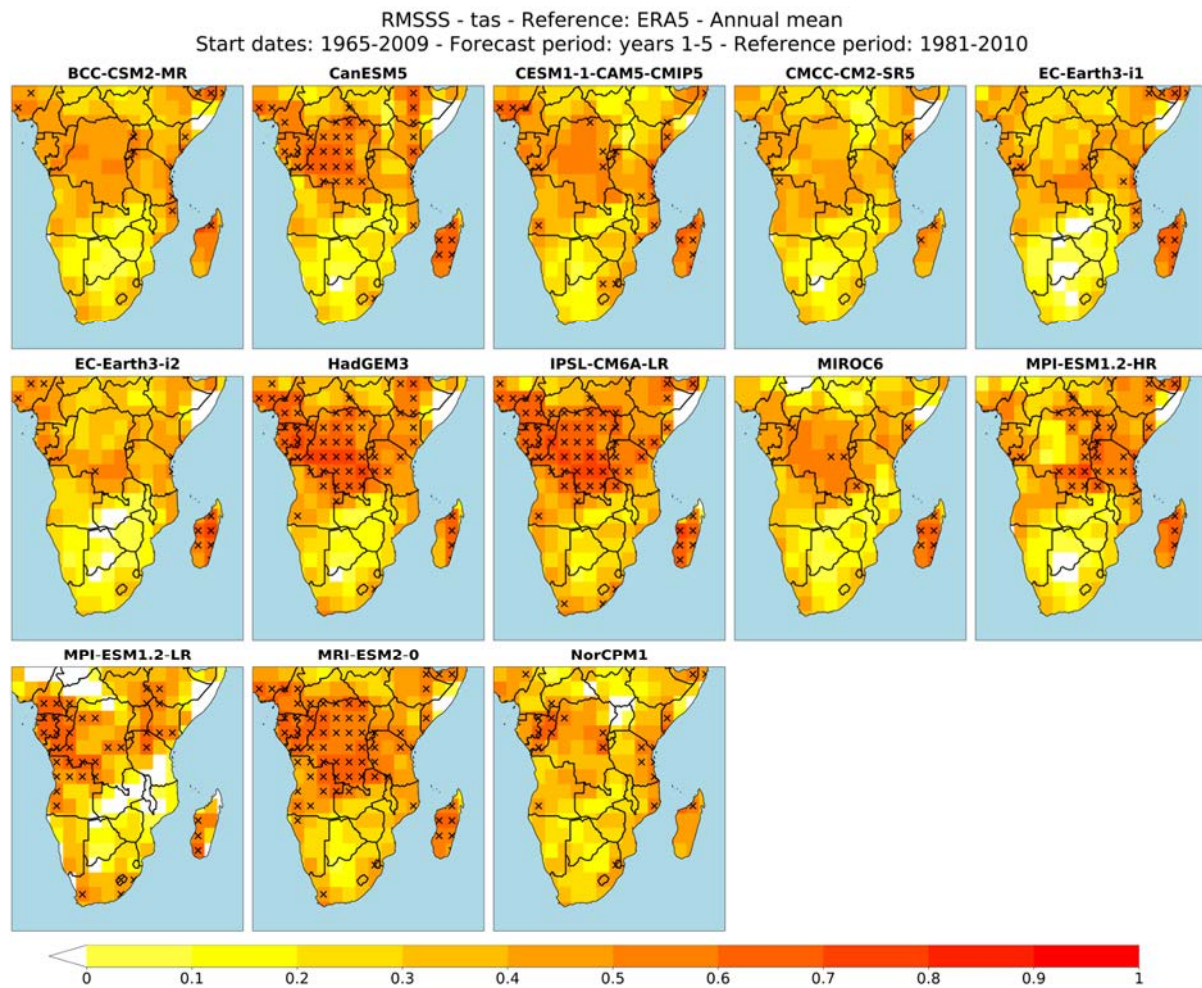 RMSSS - tas - Reference: ERA5 - Annual mean
Start dates: 1965-2009 - Forecast period: years 1-5 - Reference period: 1981-2010
BCC-CSM2-MR CanESM5 CESM1-1-CAM5-CMIP5 CMCC-CM2-SR5 EC-Earth3-i1
EC-Earth3-i2 HadGEM3 IPSL-CM6A-LR MIROC6 MPI-ESM1.2-HR
MPI-ESM1.2-LR MRI-ESM2-0 NorCPM1
0 0.1 0.2 0.3 0.4 0.5 0.6 0.7 0.8 0.9 1